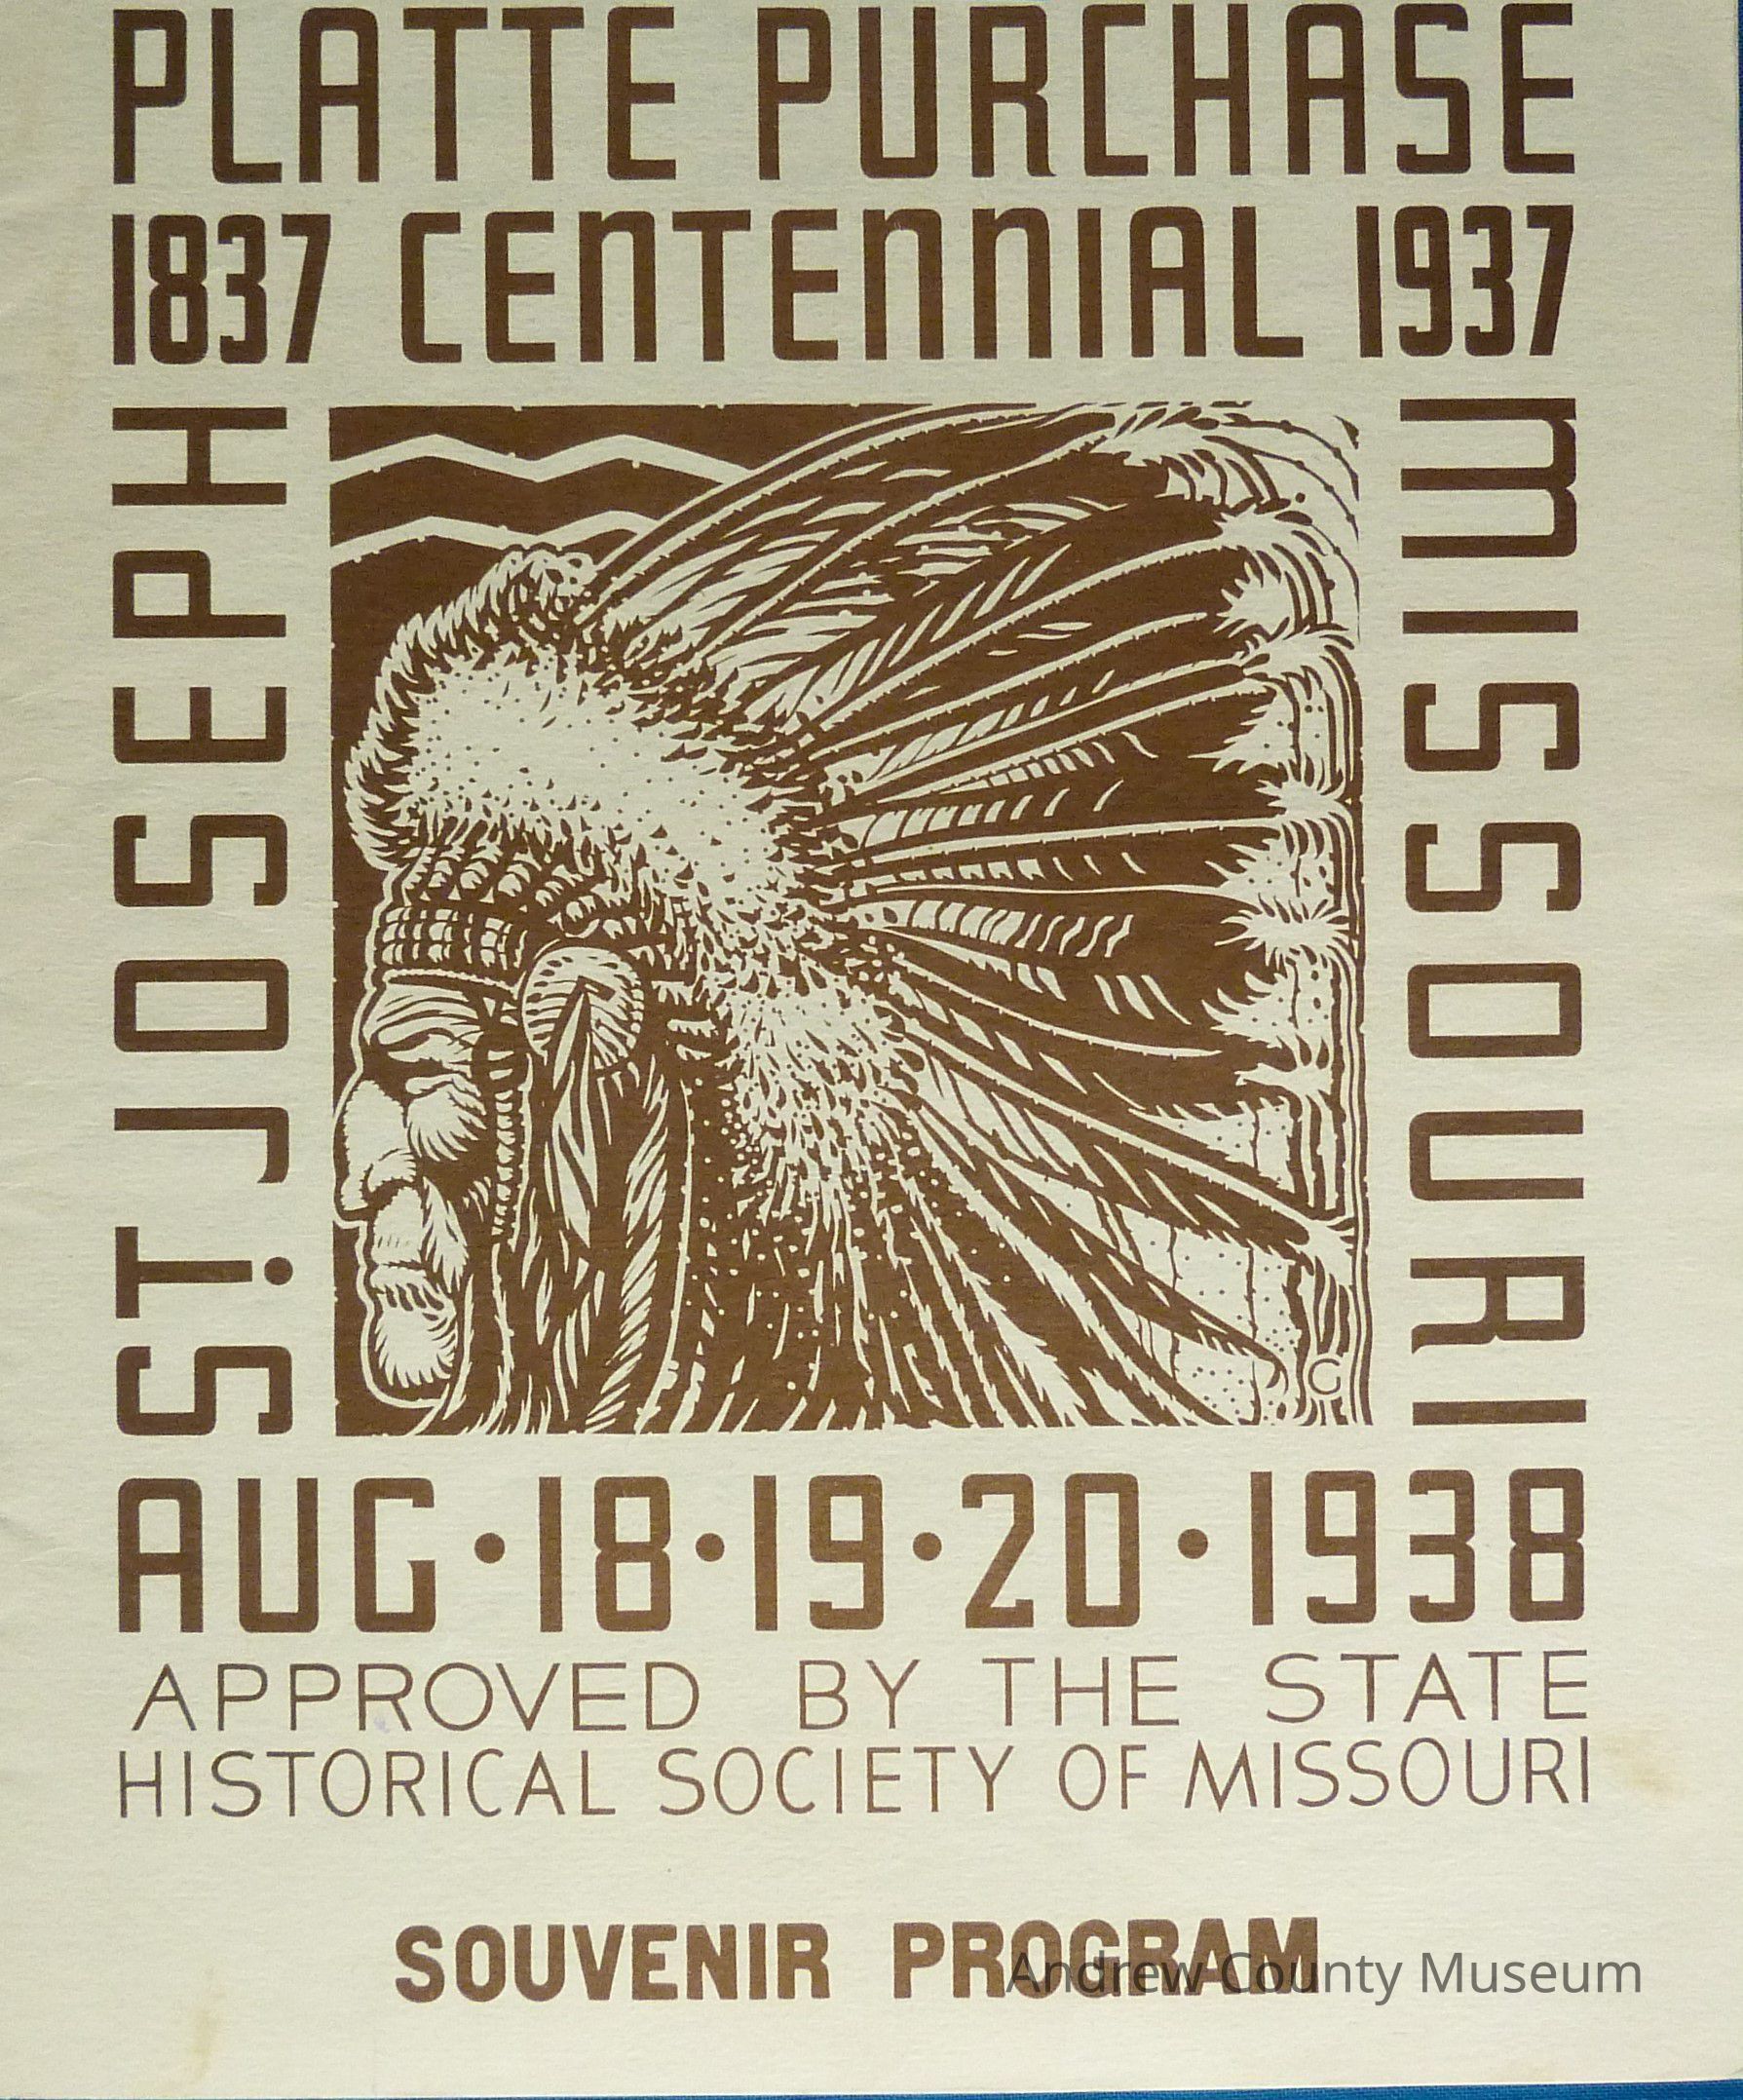 PLATTE PURCHASE
1837 CENTENNIAL 1937
ST. JOSEPH
MISSOURI
G
AUG • 18 • 19 • 20 • 1938
APPROVED BY THE STATE
HISTORICAL SOCIETY OF MISSOURI
SOUVENIR PROGRAM
Andrew County Museum